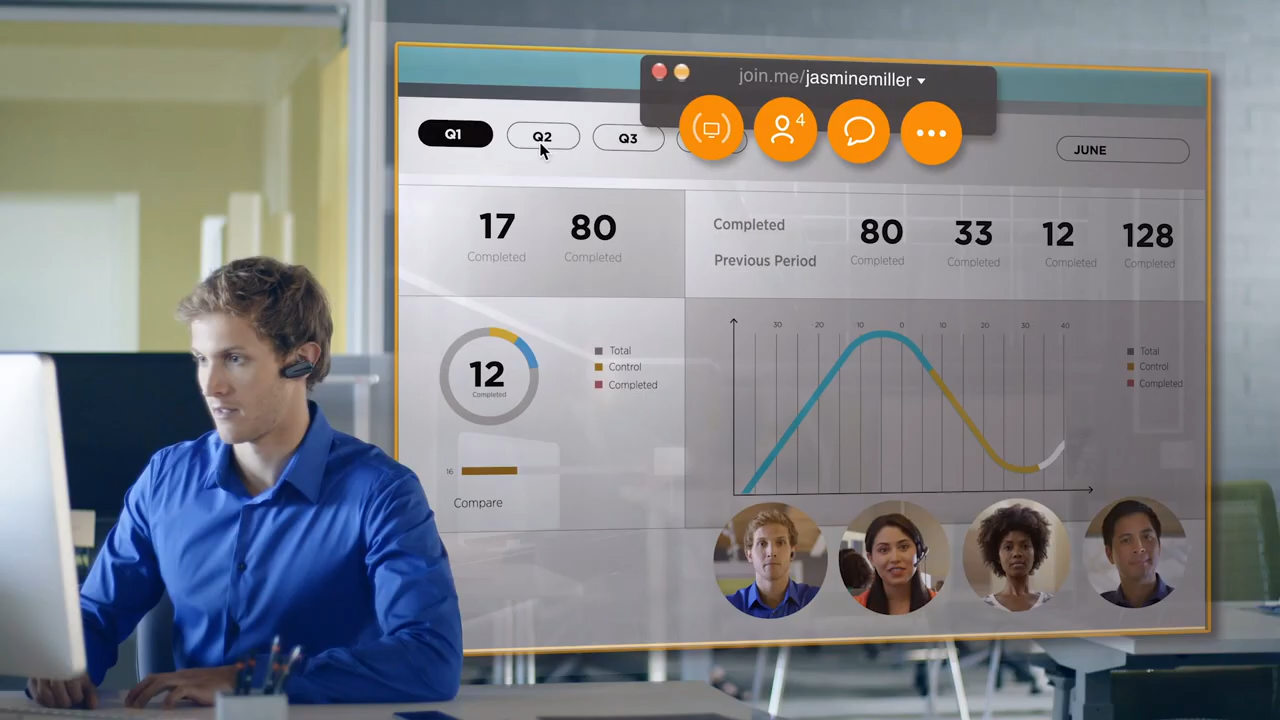 join.me/jasminemiller
4
Q1 Q2 Q3
JUNE
17 80
Completed Completed
Completed 80 33 12 128
Previous Period Completed Completed Completed Completed
12
Completed
Total
Control
Completed
30 20 10 0 10 20 30 40
Total
Control
Completed
16
Compare